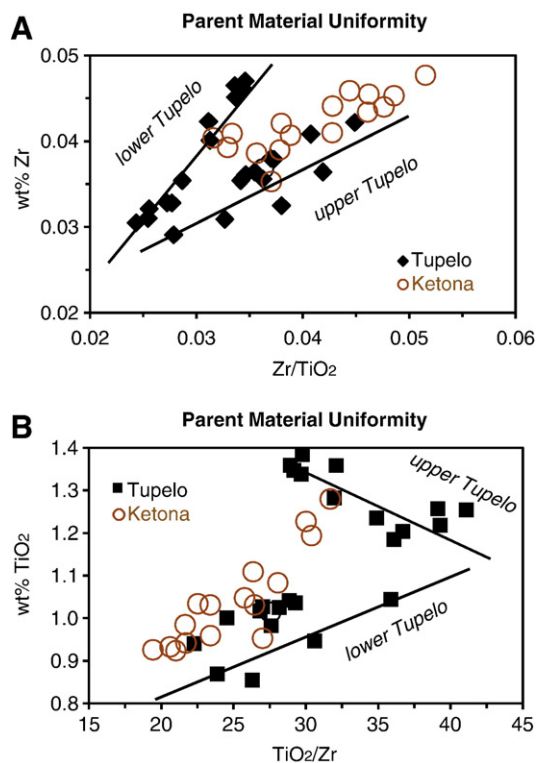 A
Parent Material Uniformity
0.05
0.04
0.03
0.02
wt% Zr
lower Tupelo
upper Tupelo
Tupelo
Ketona
0.02 0.03 0.04 0.05 0.06
Zr/TiO2
B
Parent Material Uniformity
1.4
1.3
1.2
1.1
1.0
0.9
0.8
wt% TiO2
Tupelo
Ketona
upper Tupelo
lower Tupelo
15 20 25 30 35 40 45
TiO2/Zr